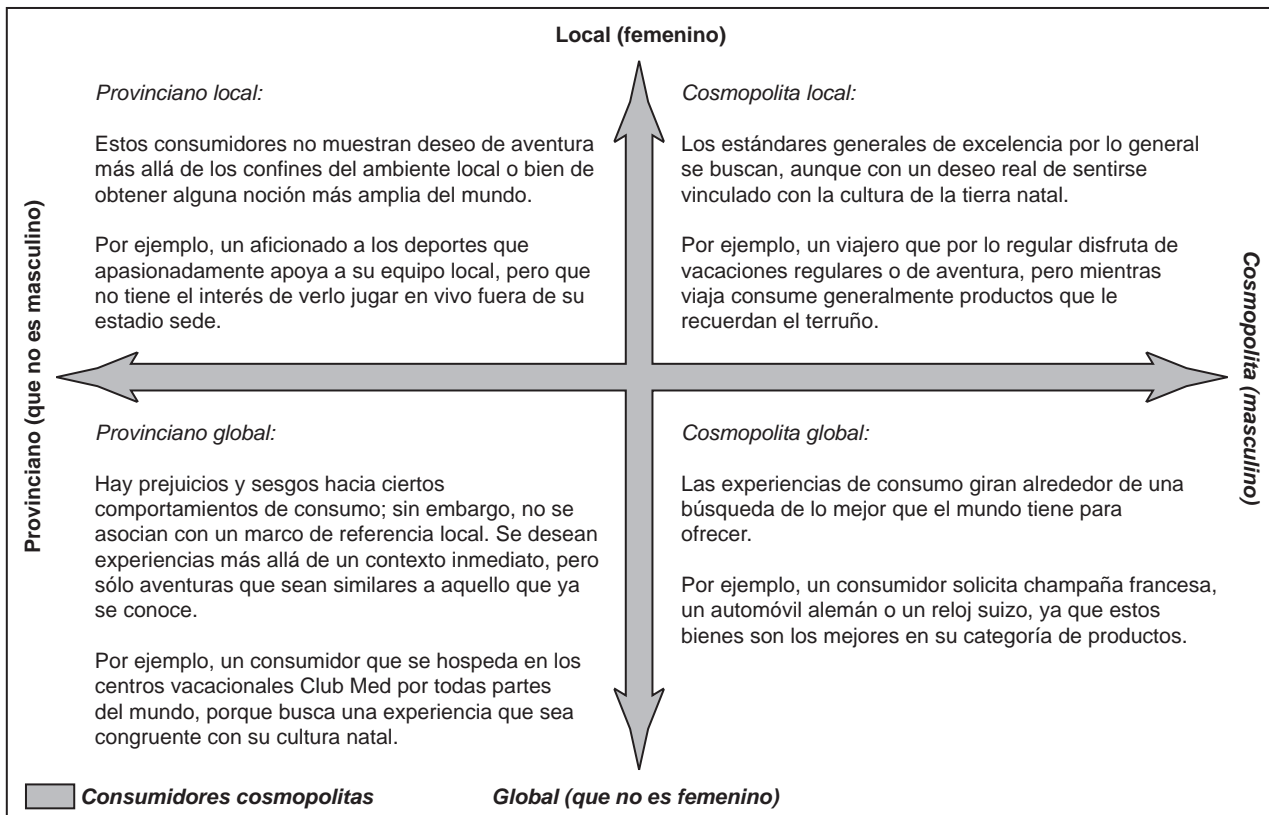 Local (femenino)
Provinciano local:
Estos consumidores no muestran deseo de aventura
más allá de los confines del ambiente local o bien de
obtener alguna noción más amplia del mundo.
Por ejemplo, un aficionado a los deportes que
apasionadamente apoya a su equipo local, pero que
no tiene el interés de verlo jugar en vivo fuera de su
estadio sede.
Cosmopolita local:
Los estándares generales de excelencia por lo general
se buscan, aunque con un deseo real de sentirse
vinculado con la cultura de la tierra natal.
Por ejemplo, un viajero que por lo regular disfruta de
vacaciones regulares o de aventura, pero mientras
viaja consume generalmente productos que le
recuerdan el terruño.
Provinciano (que no es masculino)
Cosmopolita (masculino)
Provinciano global:
Hay prejuicios y sesgos hacia ciertos
comportamientos de consumo; sin embargo, no se
asocian con un marco de referencia local. Se desean
experiencias más allá de un contexto inmediato, pero
sólo aventuras que sean similares a aquello que ya
se conoce.
Por ejemplo, un consumidor que se hospeda en los
centros vacacionales Club Med por todas partes
del mundo, porque busca una experiencia que sea
congruente con su cultura natal.
Cosmopolita global:
Las experiencias de consumo giran alrededor de una
búsqueda de lo mejor que el mundo tiene para
ofrecer.
Por ejemplo, un consumidor solicita champaña francesa,
un automóvil alemán o un reloj suizo, ya que estos
bienes son los mejores en su categoría de productos.
Consumidores cosmopolitas
Global (que no es femenino)